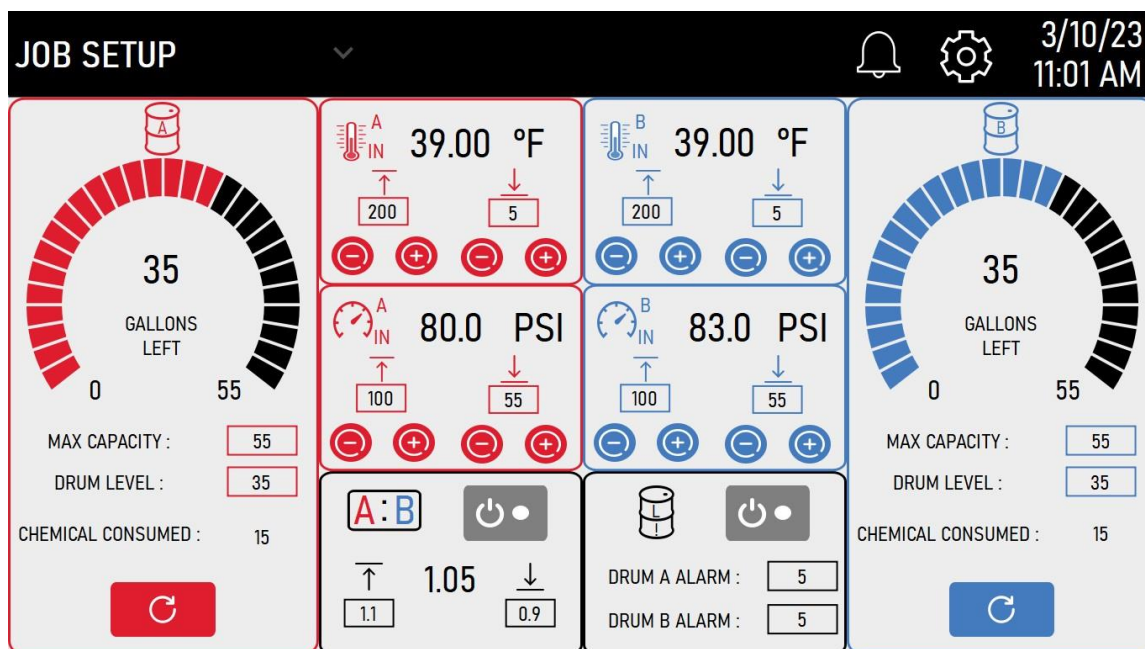 JOB SETUP
3/10/23
11:01 AM
A
35
GALLONS
LEFT
0 55
MAX CAPACITY : 55
DRUM LEVEL : 35
CHEMICAL CONSUMED : 15
A
IN 39.00 °F
200 5
A
IN 80.0 PSI
100 55
A:B
1.05
1.1 0.9
B
IN 39.00 °F
200 5
B
IN 83.0 PSI
100 55
L
!
DRUM A ALARM : 5
DRUM B ALARM : 5
B
35
GALLONS
LEFT
0 55
MAX CAPACITY : 55
DRUM LEVEL : 35
CHEMICAL CONSUMED : 15